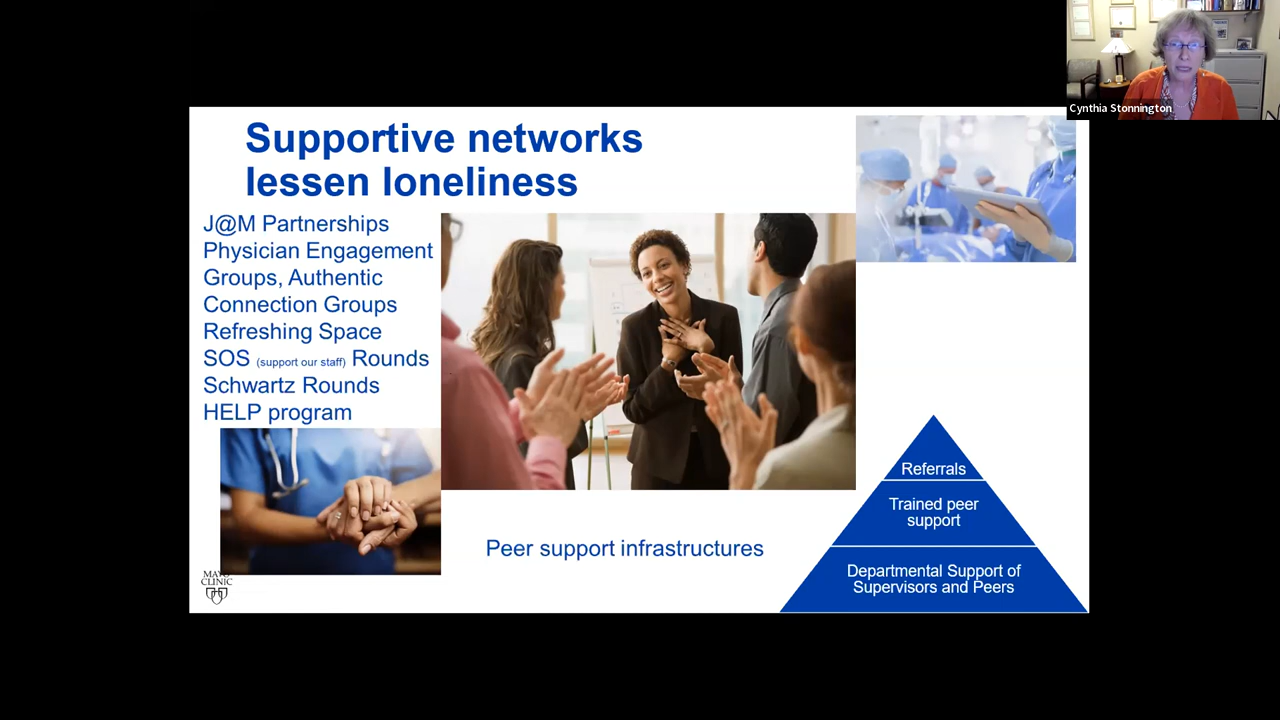 Cynthia Stonnington
Supportive networks
lessen loneliness
J@M Partnerships
Physician Engagement
Groups, Authentic
Connection Groups
Refreshing Space
SOS (support our staff) Rounds
Schwartz Rounds
HELP program
Peer support infrastructures
Referrals
Trained peer
support
Departmental Support of
Supervisors and Peers
MAYO
CLINIC